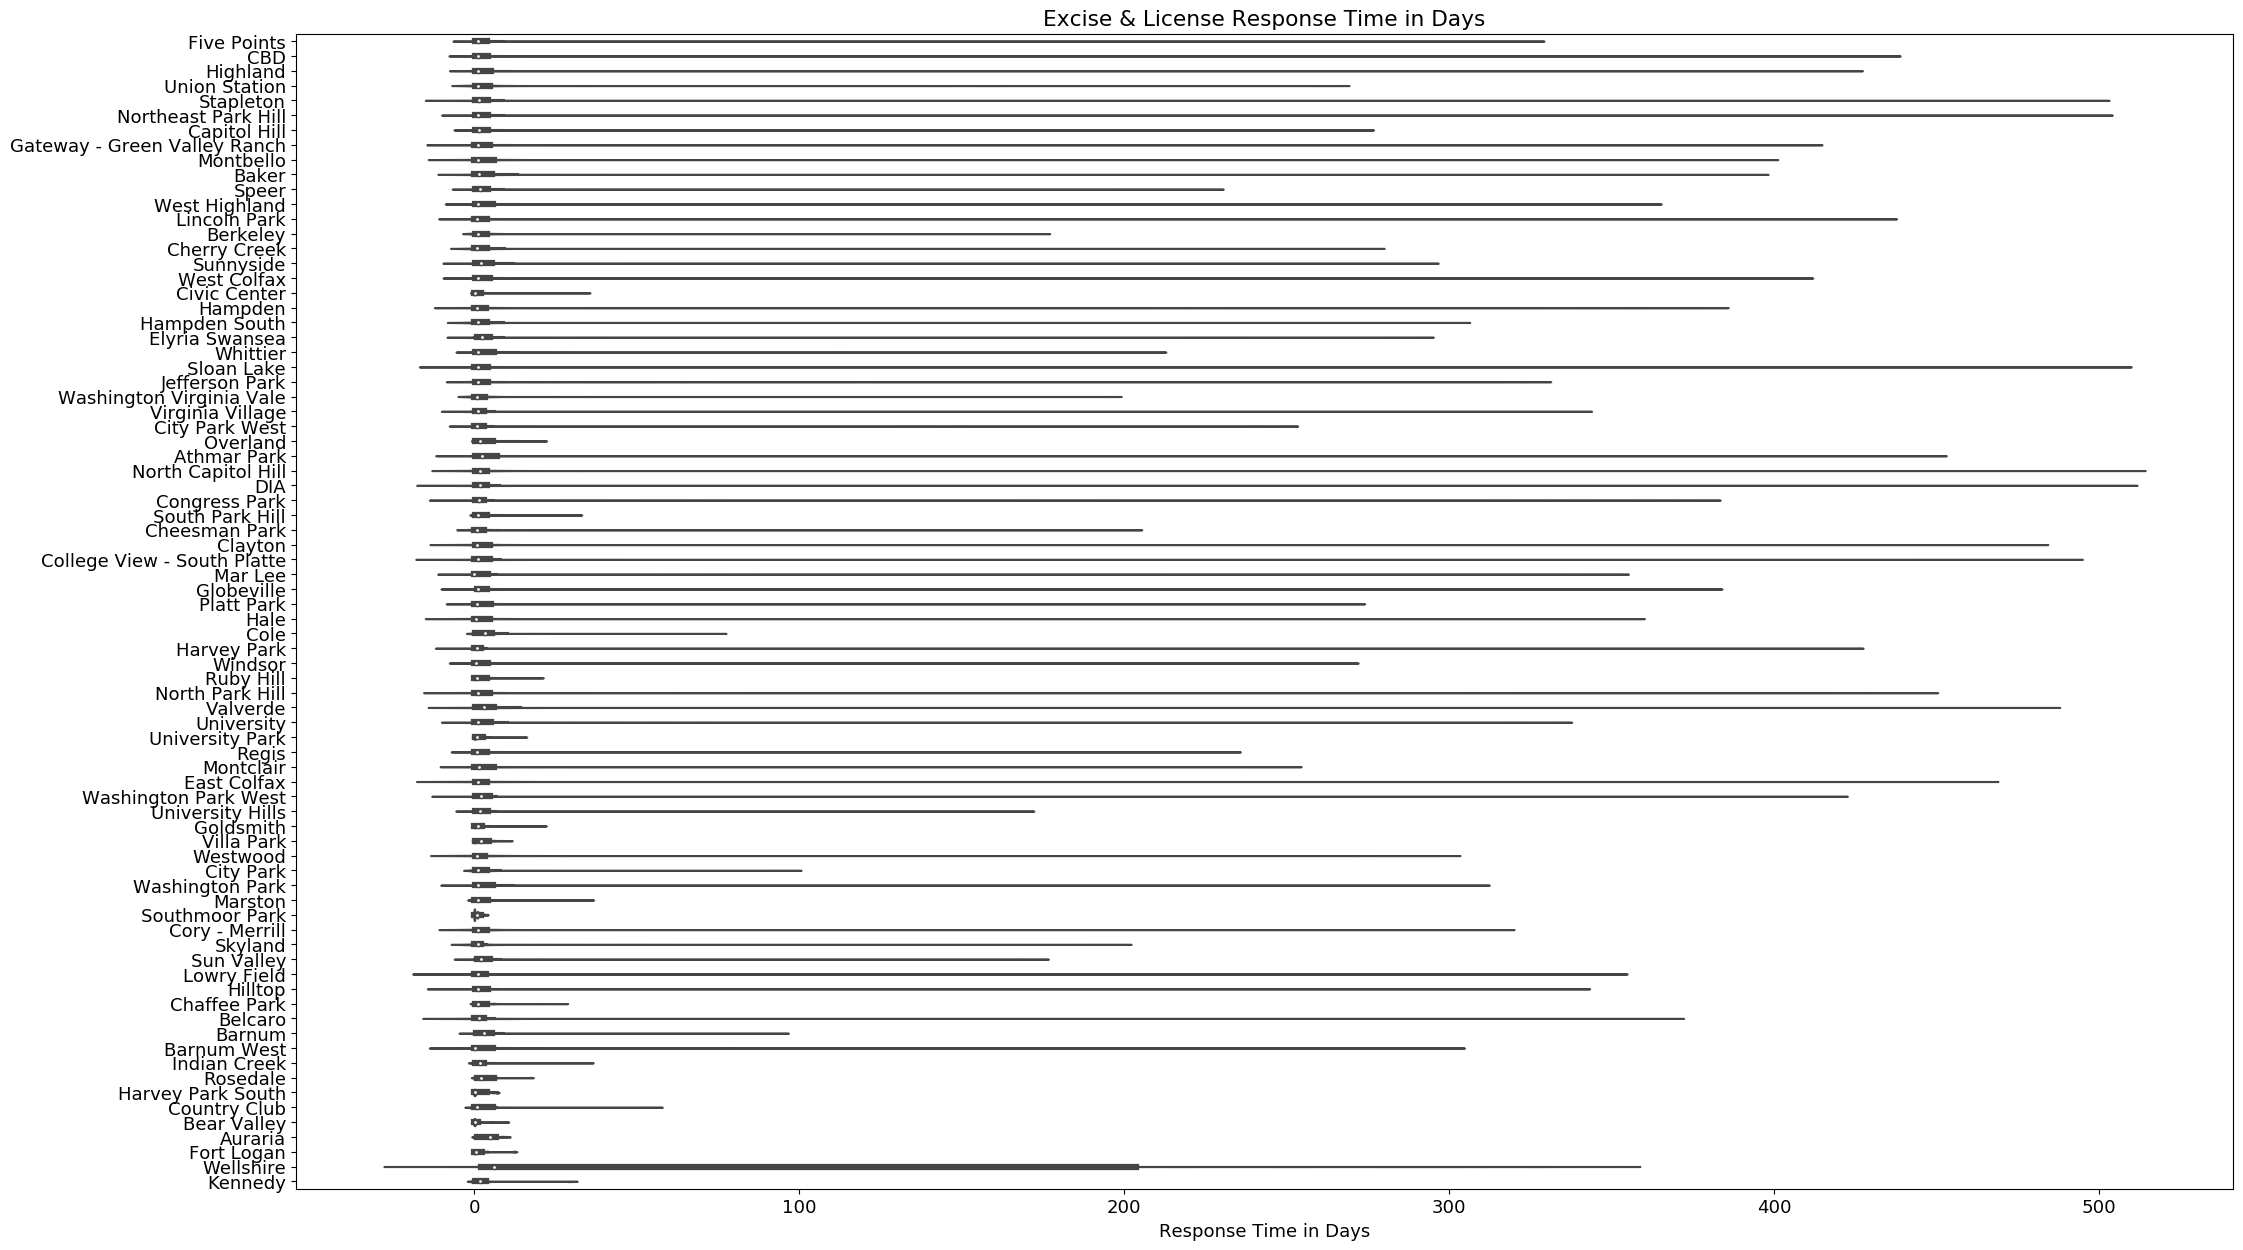 Excise & License Response Time in Days
Five Points
CBD
Highland
Union Station
Stapleton
Northeast Park Hill
Capitol Hill
Gateway - Green Valley Ranch
Montbello
Baker
Speer
West Highland
Lincoln Park
Berkeley
Cherry Creek
Sunnyside
West Colfax
Civic Center
Hampden
Hampden South
Elyria Swansea
Whittier
Sloan Lake
Jefferson Park
Washington Virginia Vale
Virginia Village
City Park West
Overland
Athmar Park
North Capitol Hill
DIA
Congress Park
South Park Hill
Cheesman Park
Clayton
College View - South Platte
Mar Lee
Globeville
Platt Park
Hale
Cole
Harvey Park
Windsor
Ruby Hill
North Park Hill
Valverde
University
University Park
Regis
Montclair
East Colfax
Washington Park West
University Hills
Goldsmith
Villa Park
Westwood
City Park
Washington Park
Marston
Southmoor Park
Cory - Merrill
Skyland
Sun Valley
Lowry Field
Hilltop
Chaffee Park
Belcaro
Barnum
Barnum West
Indian Creek
Rosedale
Harvey Park South
Country Club
Bear Valley
Auraria
Fort Logan
Wellshire
Kennedy
0 100 200 300 400 500
Response Time in Days